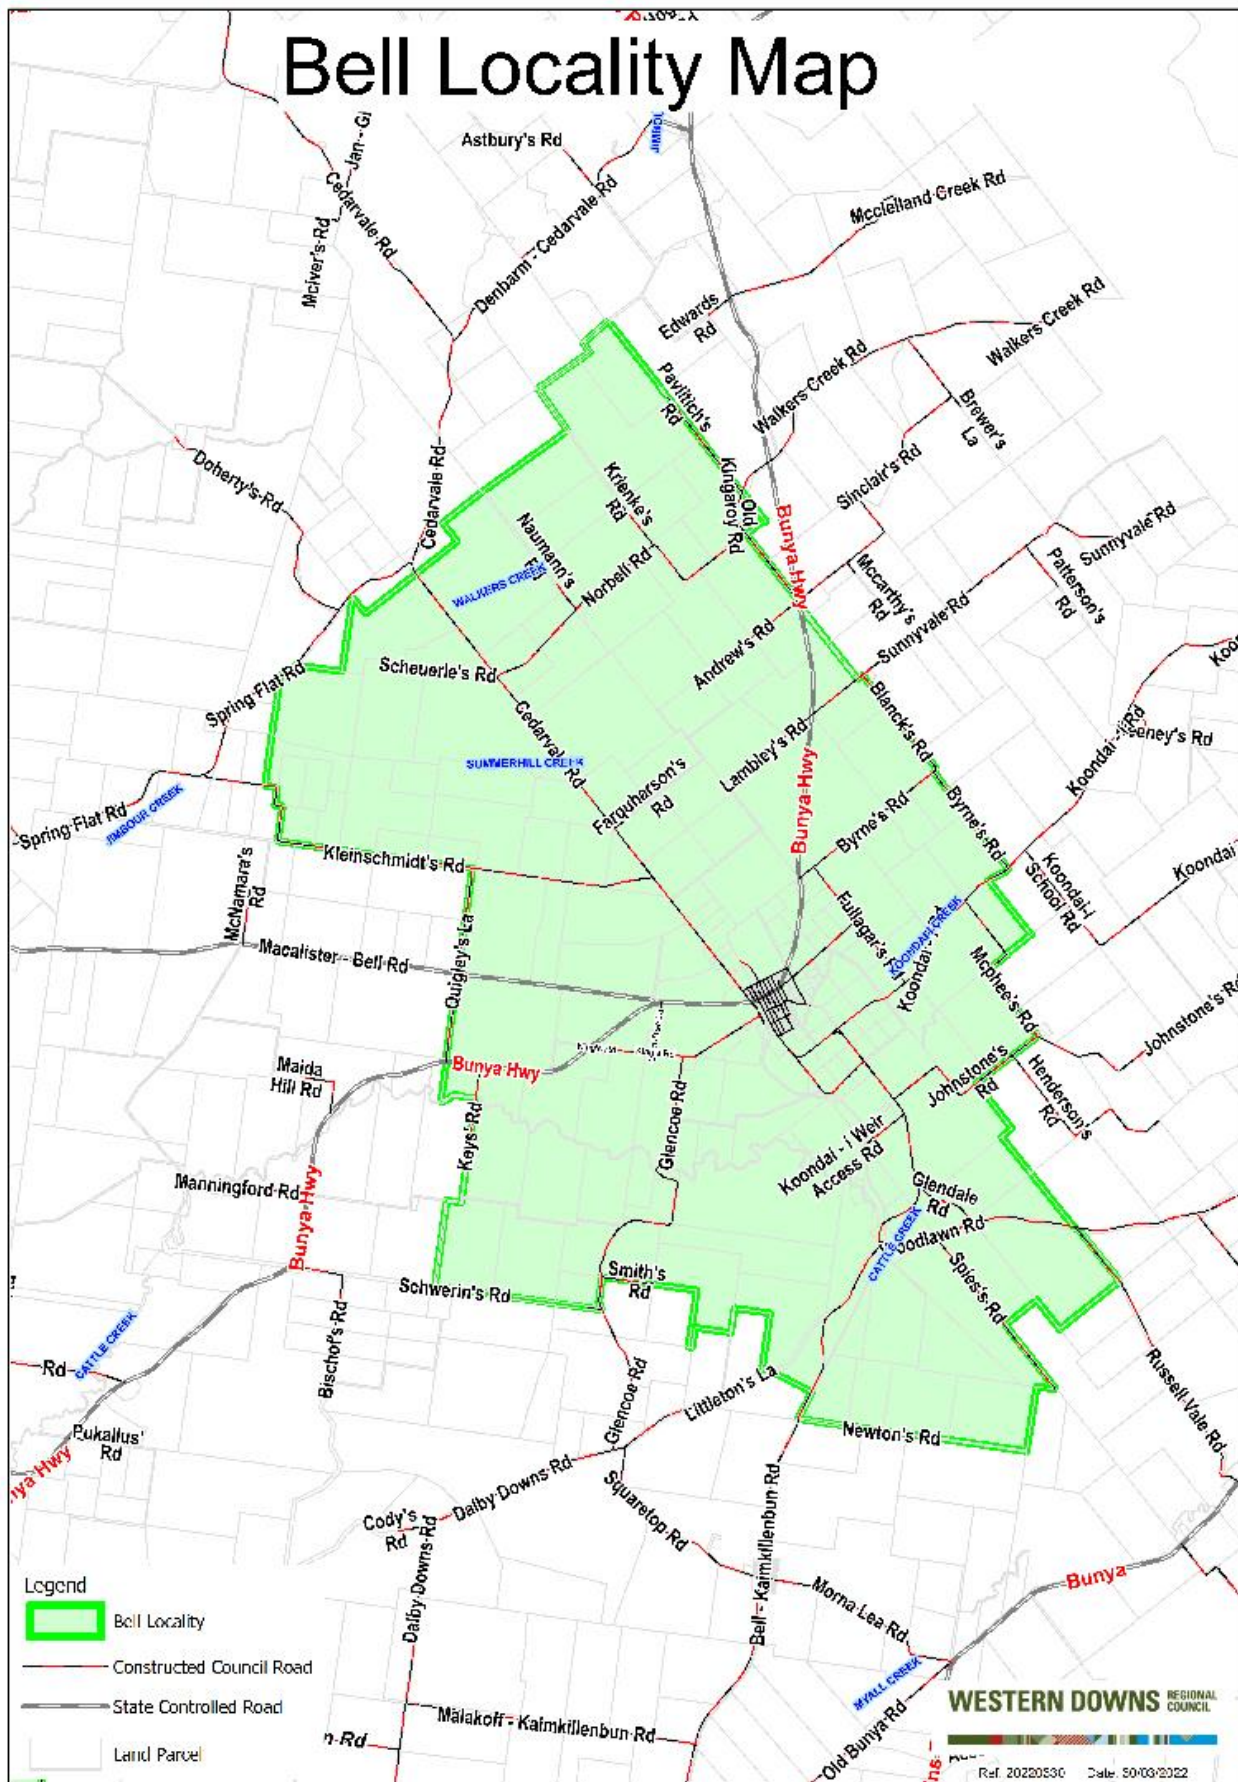 Bell Locality Map
Astbury's Rd
Jan - Gi
Cedarvale Rd
McIver's Rd
Denbarm - Cedarvale Rd
Mcclelland Creek Rd
Edwards
Rd
Walkers Creek Rd
Walkers Creek Rd
Pavlitich's
Rd
Brewer's
La
Doherty's Rd
Cedarvale Rd
Krienke's
Rd
Old
Kingaroy Rd
Sinclair's Rd
Naumann's
Rd
Bunya Hwy
Sunnyvale Rd
WALKERS CREEK
Norbell Rd
Mccarthy's
Rd
Patterson's
Rd
Sunnyvale Rd
Andrew's Rd
Scheuerle's Rd
Spring Flat Rd
Cedarvale Rd
Blanck's Rd
Lambley's Rd
Koondai-i Rd
SUMMERHILL CREEK
Farquharson's
Rd
Bunya Hwy
Byrne's Rd
Byrne's Rd
Spring Flat Rd
JIMBOUR CREEK
Kleinschmidt's Rd
McNamara's
Rd
Koondai-i
School Rd
Koondai
Fullagar's
KOONDAII CREEK
Koondai -
Quigley's La
Macalister - Bell Rd
Mcphee's Rd
Johnstone's Rd
Maida
Hill Rd
Bunya Hwy
Johnstone's
Rd
Henderson's
Rd
Keys' Rd
Glencoe Rd
Koondai - i Weir
Access Rd
Manningford Rd
Bunya Hwy
Glendale
Rd
CATTLE CREEK
Spies's Rd
Schwerin's Rd
Smith's
Rd
Bischof's Rd
CATTLE CREEK
Rd
Glencoe Rd
Littleton's La
Russell Vale Rd
Pukallus'
Rd
Newton's Rd
Dalby Downs Rd
Cody's
Rd
Squaretop Rd
Dalby Downs Rd
Bell - Kaimkillenbun Rd
Bunya
Morna Lea Rd
MYALL CREEK
Old Bunya Rd
Malakoff - Kaimkillenbun Rd
Legend
Bell Locality
Constructed Council Road
State Controlled Road
Land Parcel
WESTERN DOWNS REGIONAL
COUNCIL
Ref: 20220330 Date: 30/03/2022